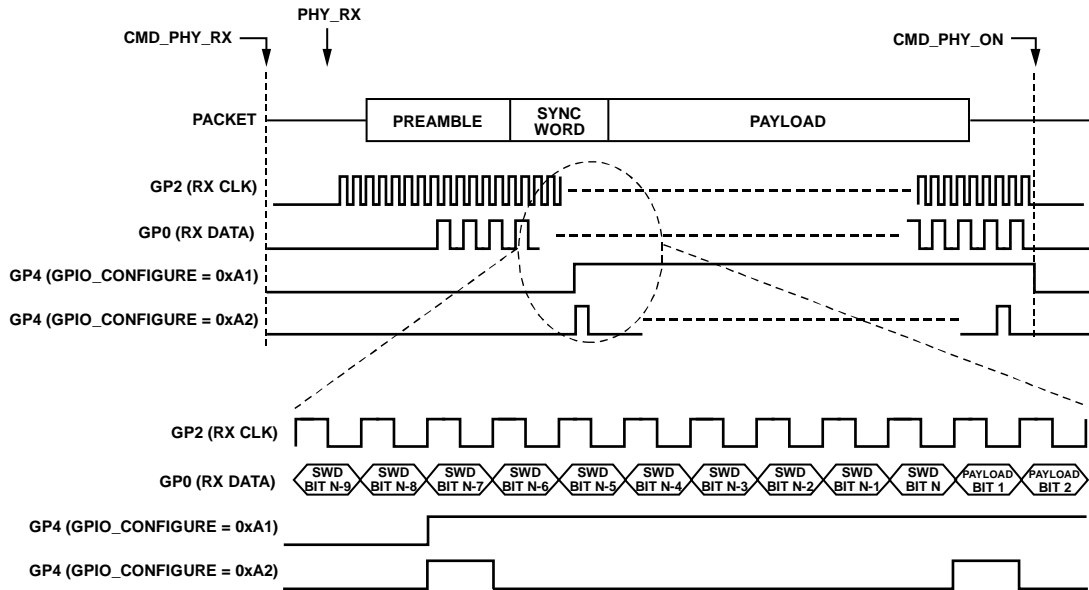 PHY_RX
CMD_PHY_RX
CMD_PHY_ON
PACKET
PREAMBLE
SYNC
WORD
PAYLOAD
GP2 (RX CLK)
GP0 (RX DATA)
GP4 (GPIO_CONFIGURE = 0xA1)
GP4 (GPIO_CONFIGURE = 0xA2)
GP2 (RX CLK)
GP0 (RX DATA)
SWD
BIT N-9
SWD
BIT N-8
SWD
BIT N-7
SWD
BIT N-6
SWD
BIT N-5
SWD
BIT N-4
SWD
BIT N-3
SWD
BIT N-2
SWD
BIT N-1
SWD
BIT N
PAYLOAD
BIT 1
PAYLOAD
BIT 2
GP4 (GPIO_CONFIGURE = 0xA1)
GP4 (GPIO_CONFIGURE = 0xA2)